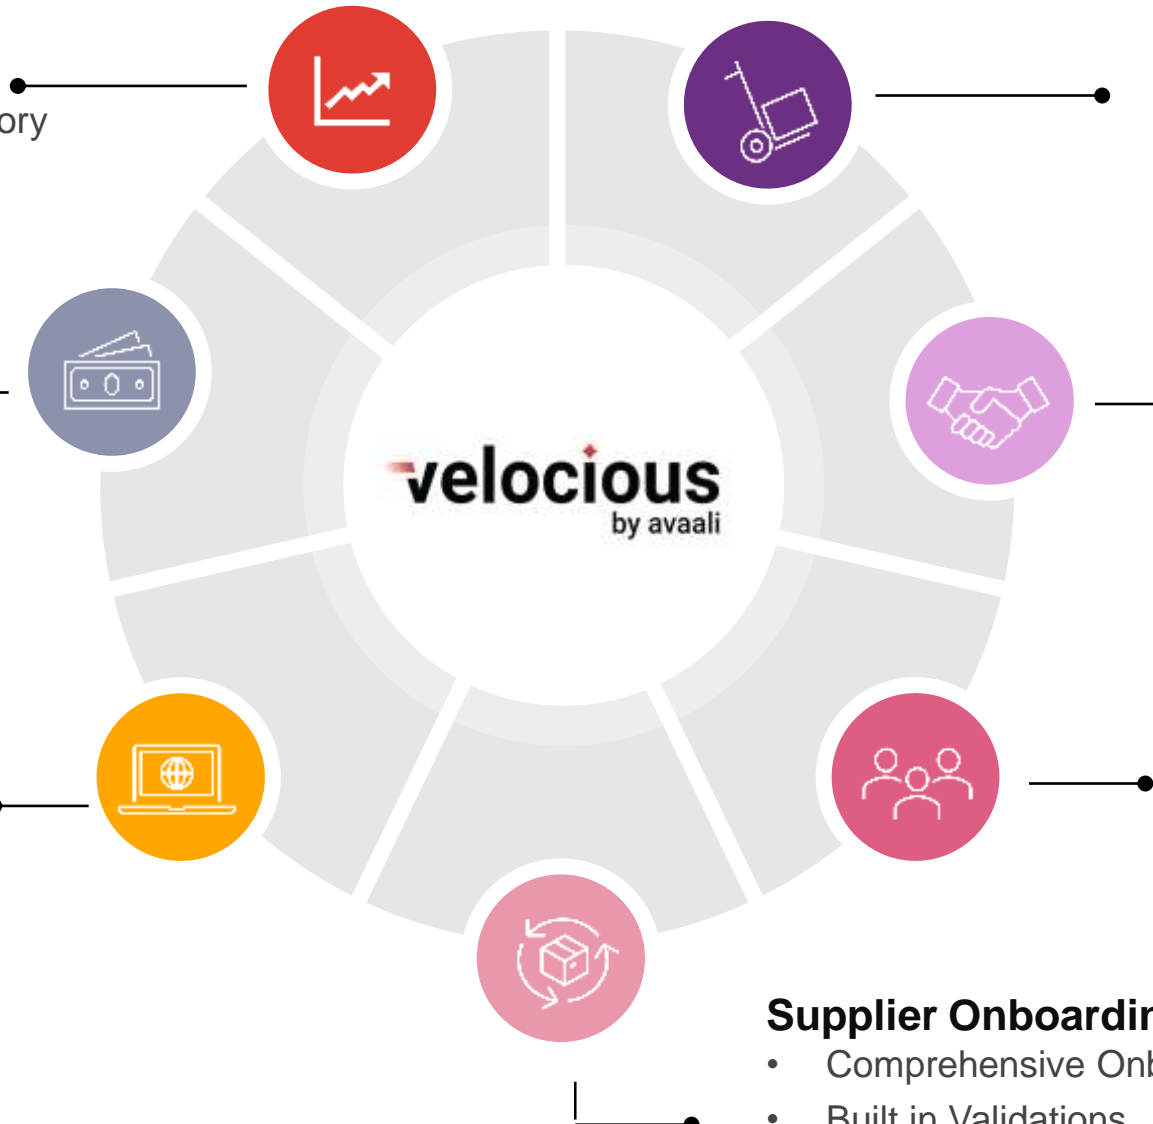 ory
velocious
by avaali
Supplier Onboardin
• Comprehensive Onb
• Built in Validations